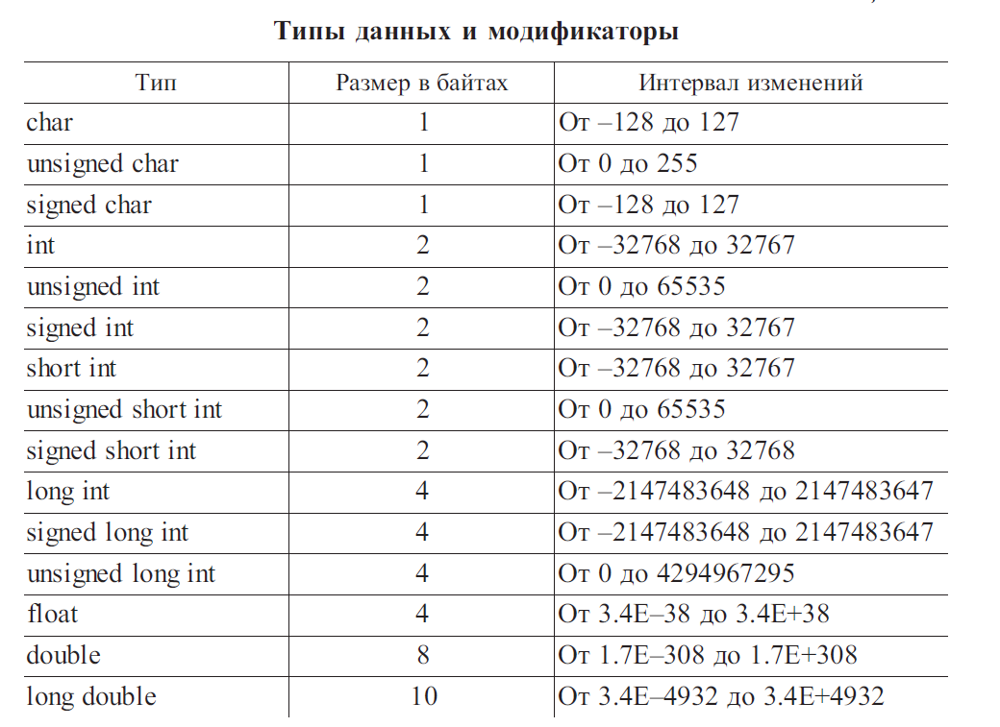 Типы данных и модификаторы
Тип Размер в байтах Интервал изменений
char 1 От –128 до 127
unsigned char 1 От 0 до 255
signed char 1 От –128 до 127
int 2 От –32768 до 32767
unsigned int 2 От 0 до 65535
signed int 2 От –32768 до 32767
short int 2 От –32768 до 32767
unsigned short int 2 От 0 до 65535
signed short int 2 От –32768 до 32768
long int 4 От –2147483648 до 2147483647
signed long int 4 От –2147483648 до 2147483647
unsigned long int 4 От 0 до 4294967295
float 4 От 3.4E–38 до 3.4E+38
double 8 От 1.7E–308 до 1.7E+308
long double 10 От 3.4E–4932 до 3.4E+4932